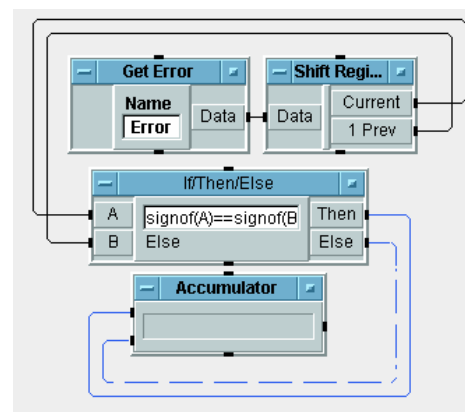 Get Error
Name
Error
Data
Shift Regi...
Data
Current
1 Prev
If/Then/Else
A
signof(A)==signof(B
Then
B
Else
Else
Accumulator